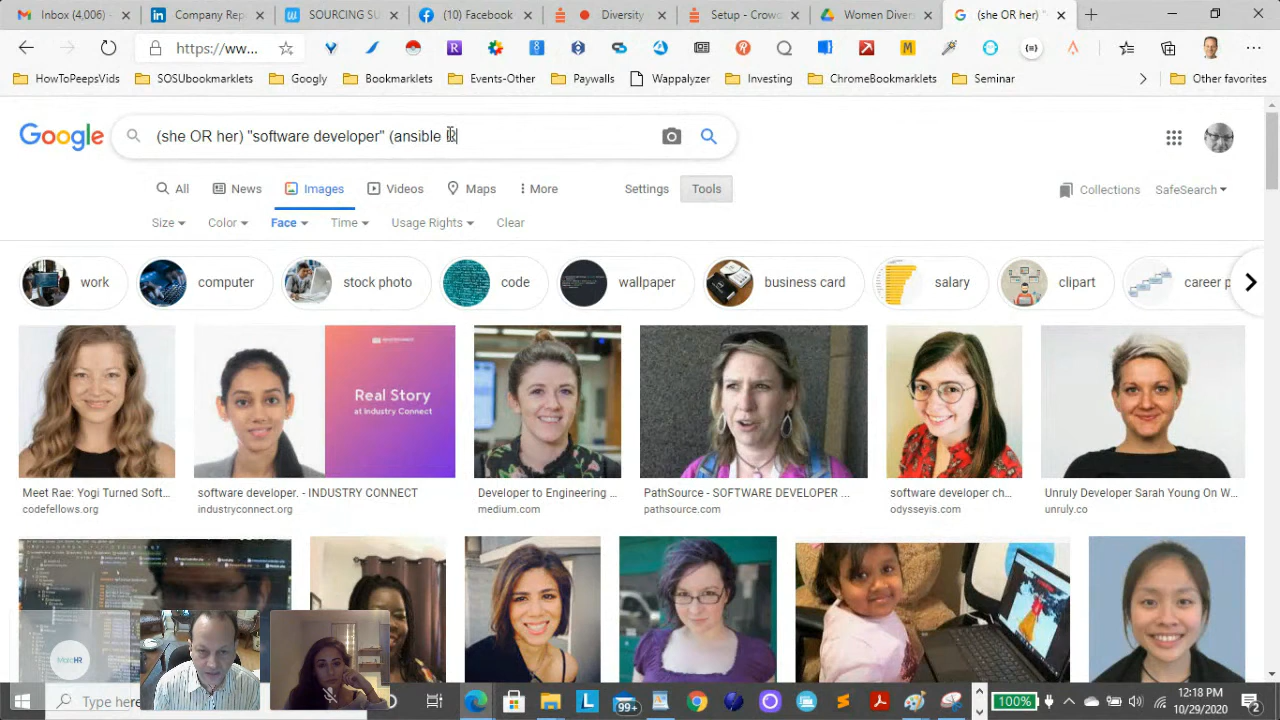 Inbox (4,006) -
Company Rep
SOURCING SU
(10) Facebook
Diversity
Setup - Crowd
Women Divers
(she OR her) "
https://ww...
HowToPeepsVids
SOSUbookmarklets
Googly
Bookmarklets
Events-Other
Paywalls
Wappalyzer
Investing
ChromeBookmarklets
Seminar
Other favorites
Google
(she OR her) "software developer" (ansible
All
News
Images
Videos
Maps
More
Settings
Tools
Collections
SafeSearch
Size
Color
Face
Time
Usage Rights
Clear
work
computer
stock photo
code
wallpaper
business card
salary
clipart
career p
Real Story
at Industry Connect
Meet Rae: Yogi Turned Soft...
codefellows.org
software developer. - INDUSTRY CONNECT
industryconnect.org
Developer to Engineering ...
medium.com
PathSource - SOFTWARE DEVELOPER ...
pathsource.com
software developer ch...
odysseyis.com
Unruly Developer Sarah Young On W...
unruly.co
MarcHR
Type here
99+
100%
12:18 PM
10/29/2020
2